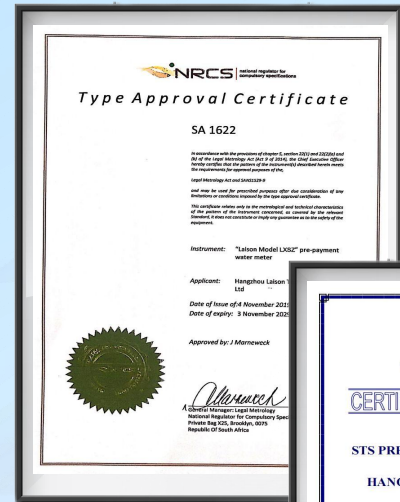 NRCS national regulator for
compulsory specifications
Type Approval Certificate
SA 1622
In accordance with the provisions of chapter 5, section 22(1) and 22(2)(a) and
(b) of the Legal Metrology Act (Act 9 of 2014), the Chief Executive Officer
hereby certifies that the pattern of the instrument(s) described herein meets
the requirements for approval purposes of the,
Legal Metrology Act and SANS1529-9
and may be used for prescribed purposes after due consideration of any
limitations or conditions imposed by the type approval certificate.
This certificate relates only to the metrological and technical characteristics
of the pattern of the instrument concerned, as covered by the relevant
Standard, it does not constitute or imply any guarantee as to the safety of the
equipment.
Instrument: "Laison Model LXSZ" pre-payment
water meter
Applicant: Hangzhou Laison T
Ltd
Date of Issue of: 4 November 2019
Date of expiry: 3 November 2029
Approved by: J Marneweck
General Manager: Legal Metrology
National Regulator for Compulsory Spec
Private Bag X25, Brooklyn, 0075
Republic Of South Africa
CERTI
STS PRE
HANG